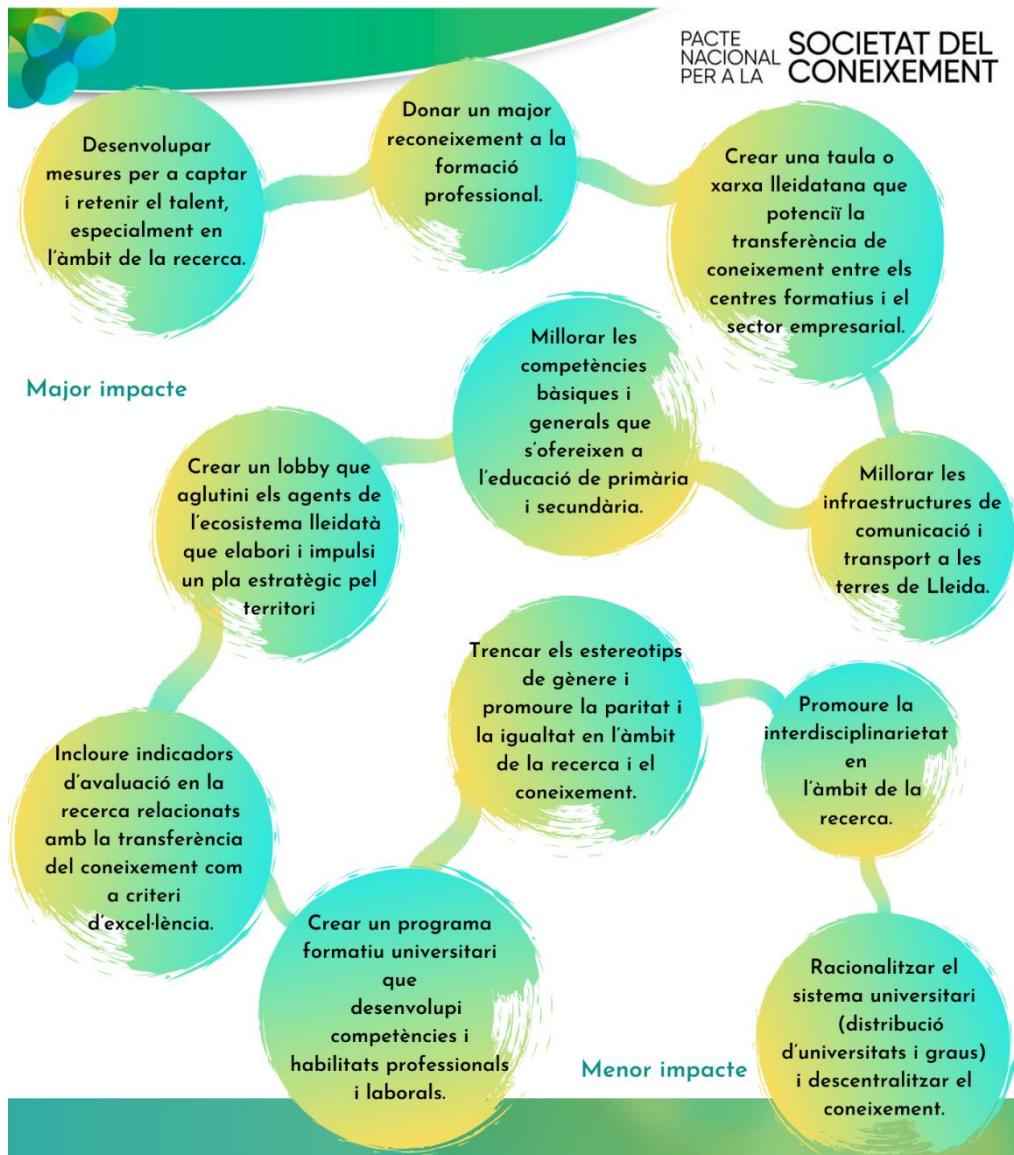 PACTE
NACIONAL
PER A LA
SOCIETAT DEL
CONEIXEMENT
Desenvolupar
mesures per a captar
i retenir el talent,
especialment en
l'àmbit de la recerca.
Donar un major
reconeixement a la
formació
professional.
Crear una taula o
xarxa lleidatana que
potenciï la
transferència de
coneixement entre els
centres formatius i el
sector empresarial.
Major impacte
Millorar les
infraestructures de
comunicació i
transport a les
terres de Lleida.
Millorar les
competències
bàsiques i
generals que
s'ofereixen a
l'educació de primària
i secundària.
Crear un lobby que
aglutini els agents de
l'ecosistema lleidatà
que elabori i impulsi
un pla estratègic pel
territori
Incloure indicadors
d'avaluació en la
recerca relacionats
amb la transferència
del coneixement com
a criteri
d'excel·lència.
Crear un programa
formatiu universitari
que
desenvolupi
competències i
habilitats professionals
i laborals.
Trencar els estereotips
de gènere i
promoure la paritat i
la igualtat en l'àmbit
de la recerca i el
coneixement.
Promoure la
interdisciplinarietat
en
l'àmbit de la
recerca.
Menor impacte
Racionalitzar el
sistema universitari
(distribució
d'universitats i graus)
i descentralitzar el
coneixement.